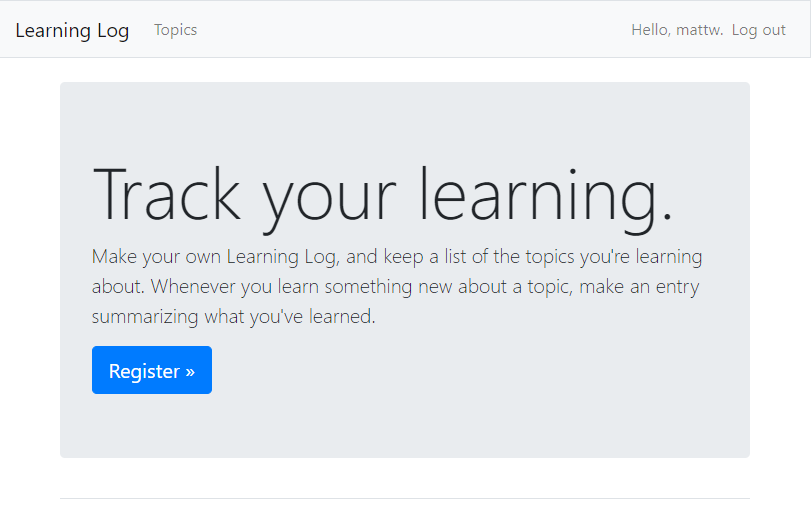 Learning Log Topics Hello, mattw. Log out
Track your learning.
Make your own Learning Log, and keep a list of the topics you're learning
about. Whenever you learn something new about a topic, make an entry
summarizing what you've learned.
Register »